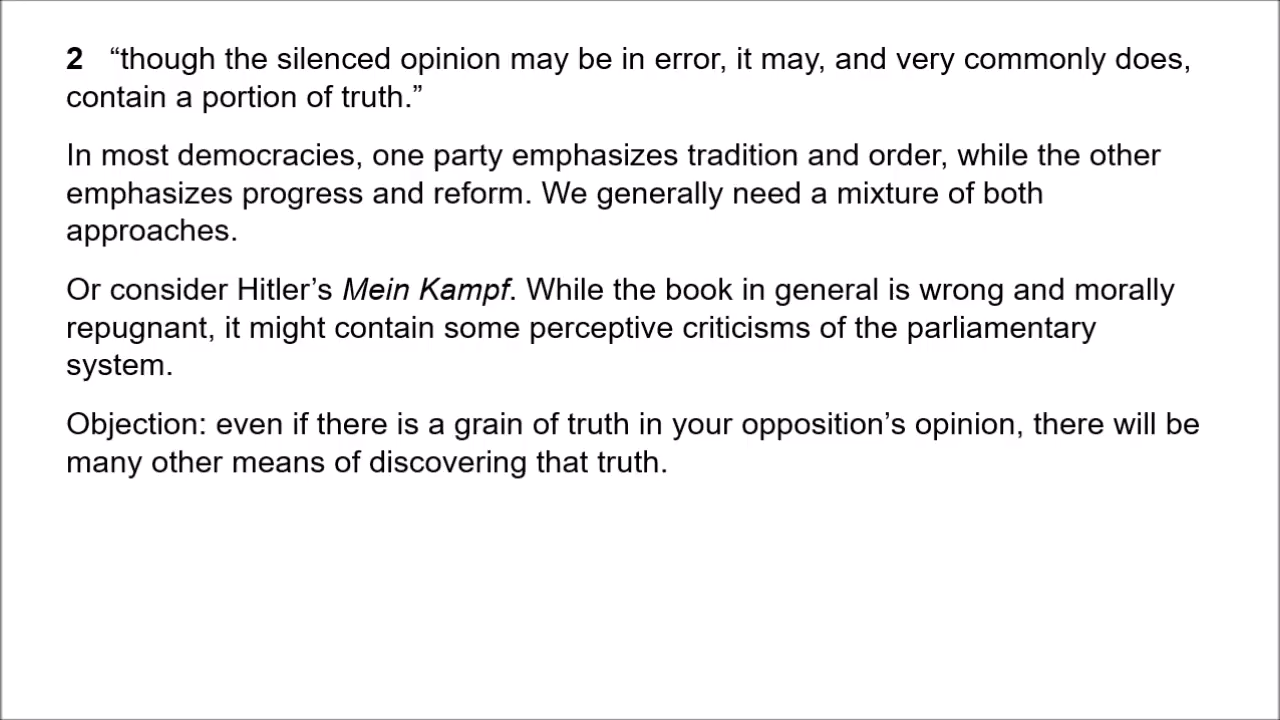 2 “though the silenced opinion may be in error, it may, and very commonly does,
contain a portion of truth.”
In most democracies, one party emphasizes tradition and order, while the other
emphasizes progress and reform. We generally need a mixture of both
approaches.
Or consider Hitler’s Mein Kampf. While the book in general is wrong and morally
repugnant, it might contain some perceptive criticisms of the parliamentary
system.
Objection: even if there is a grain of truth in your opposition’s opinion, there will be
many other means of discovering that truth.